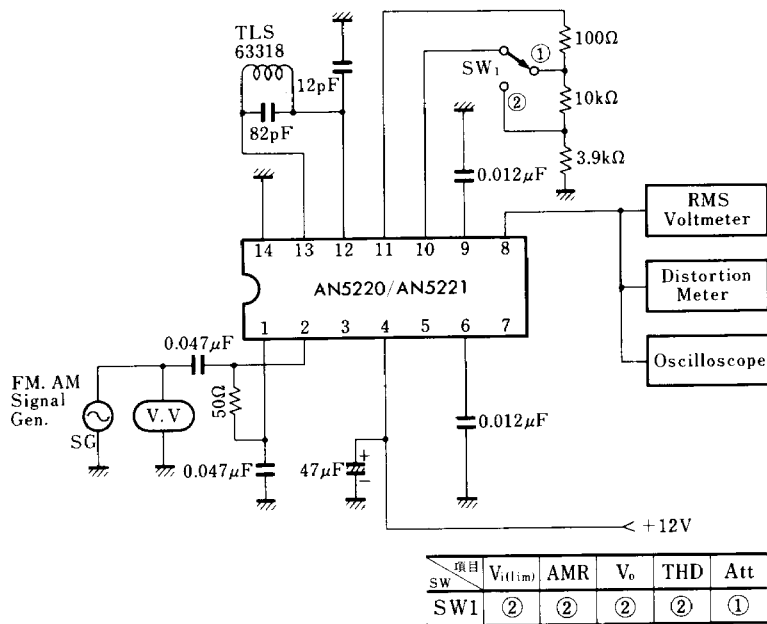 TLS
63318
12pF
82pF
SW1
①
②
100Ω
10kΩ
3.9kΩ
0.012μF
RMS
Voltmeter
Distortion
Meter
Oscilloscope
14 13 12 11 10 9 8
AN5220/AN5221
1 2 3 4 5 6 7
0.047μF
FM. AM
Signal
Gen.
SG
V.V
50Ω
0.047μF
47μF
+
−
0.012μF
+12V
SW 項目 Vi(lim) AMR Vo THD Att
SW1 ② ② ② ② ①